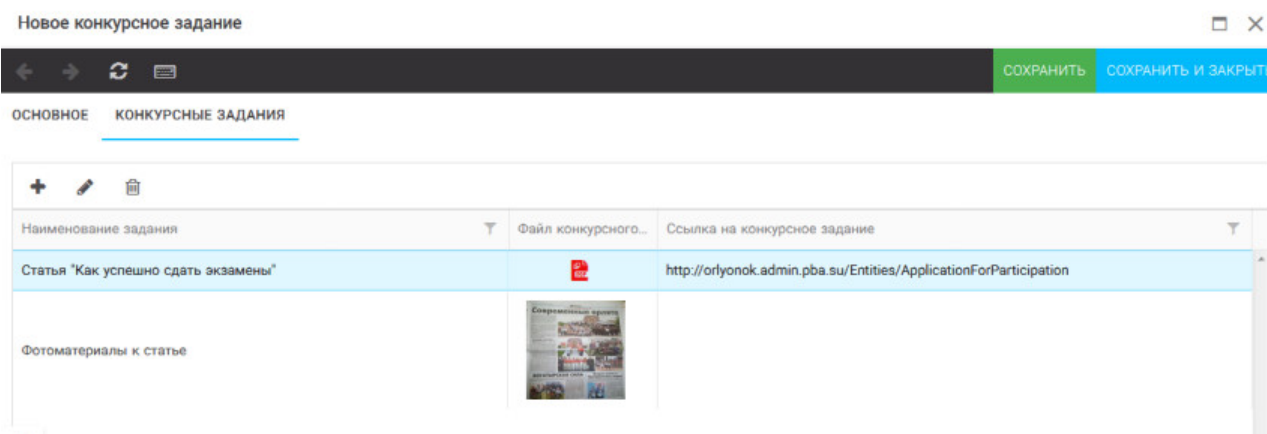 Новое конкурсное задание
СОХРАНИТЬ СОХРАНИТЬ И ЗАКРЫТ
ОСНОВНОЕ КОНКУРСНЫЕ ЗАДАНИЯ
Наименование задания Файл конкурсного... Ссылка на конкурсное задание
Статья "Как успешно сдать экзамены" http://orlyonok.admin.pba.su/Entities/ApplicationForParticipation
Фотоматериалы к статье